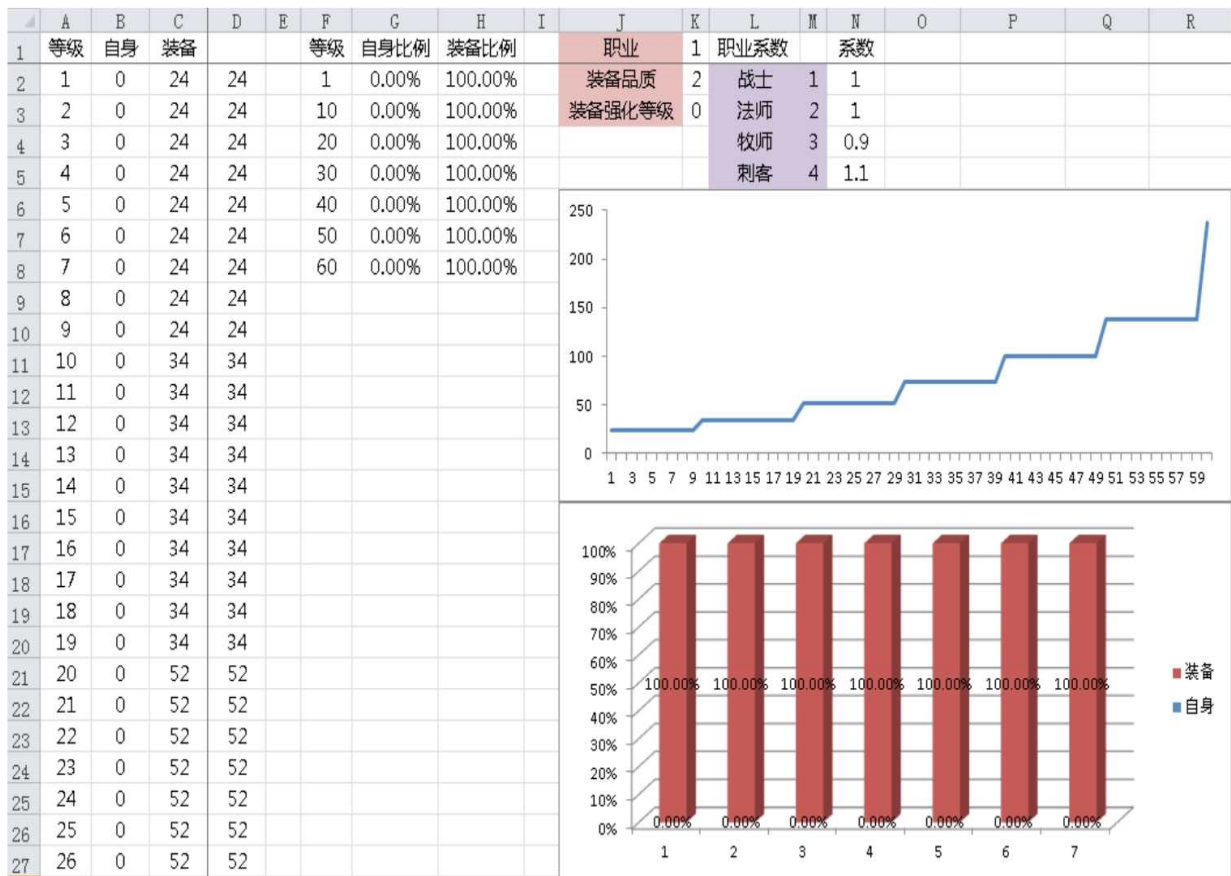 A B C D E F G H I J K L M N O P Q R
1 等级 自身 装备 等级 自身比例 装备比例 职业 1 职业系数 系数
2 1 0 24 24 1 0.00% 100.00% 装备品质 2 战士 1 1
3 2 0 24 24 10 0.00% 100.00% 装备强化等级 0 法师 2 1
4 3 0 24 24 20 0.00% 100.00% 牧师 3 0.9
5 4 0 24 24 30 0.00% 100.00% 刺客 4 1.1
6 5 0 24 24 40 0.00% 100.00%
7 6 0 24 24 50 0.00% 100.00%
8 7 0 24 24 60 0.00% 100.00%
9 8 0 24 24
10 9 0 24 24
11 10 0 34 34
12 11 0 34 34
13 12 0 34 34
14 13 0 34 34
15 14 0 34 34
16 15 0 34 34
17 16 0 34 34
18 17 0 34 34
19 18 0 34 34
20 19 0 34 34
21 20 0 52 52
22 21 0 52 52
23 22 0 52 52
24 23 0 52 52
25 24 0 52 52
26 25 0 52 52
27 26 0 52 52
250
200
150
100
50
0
1 3 5 7 9 11 13 15 17 19 21 23 25 27 29 31 33 35 37 39 41 43 45 47 49 51 53 55 57 59
100%
90%
80%
70%
60%
50%
40%
30%
20%
10%
0%
100.00% 100.00% 100.00% 100.00% 100.00% 100.00% 100.00%
0.00% 0.00% 0.00% 0.00% 0.00% 0.00% 0.00%
1 2 3 4 5 6 7
装备
自身